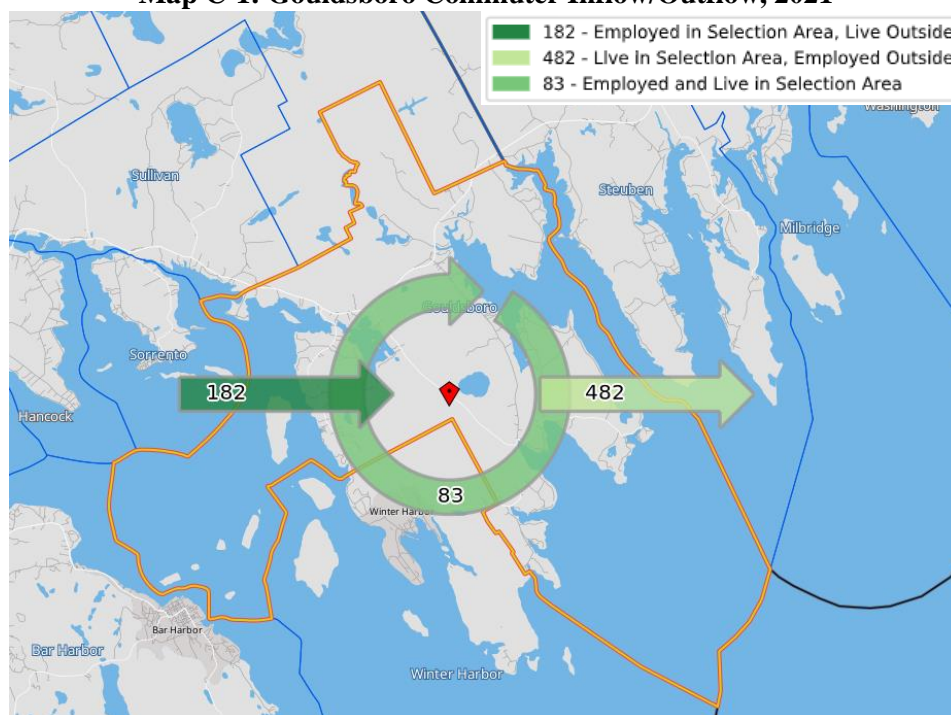 Map C-1: Gouldsboro Commuter Inflow/Outflow, 2021
182 - Employed in Selection Area, Live Outside
482 - Live in Selection Area, Employed Outside
83 - Employed and Live in Selection Area
Washington
Sullivan
Steuben
Milbridge
Gouldsboro
Sorrento
182
482
Hancock
83
Winter Harbor
Bar Harbor
Bar Harbor
Winter Harbor